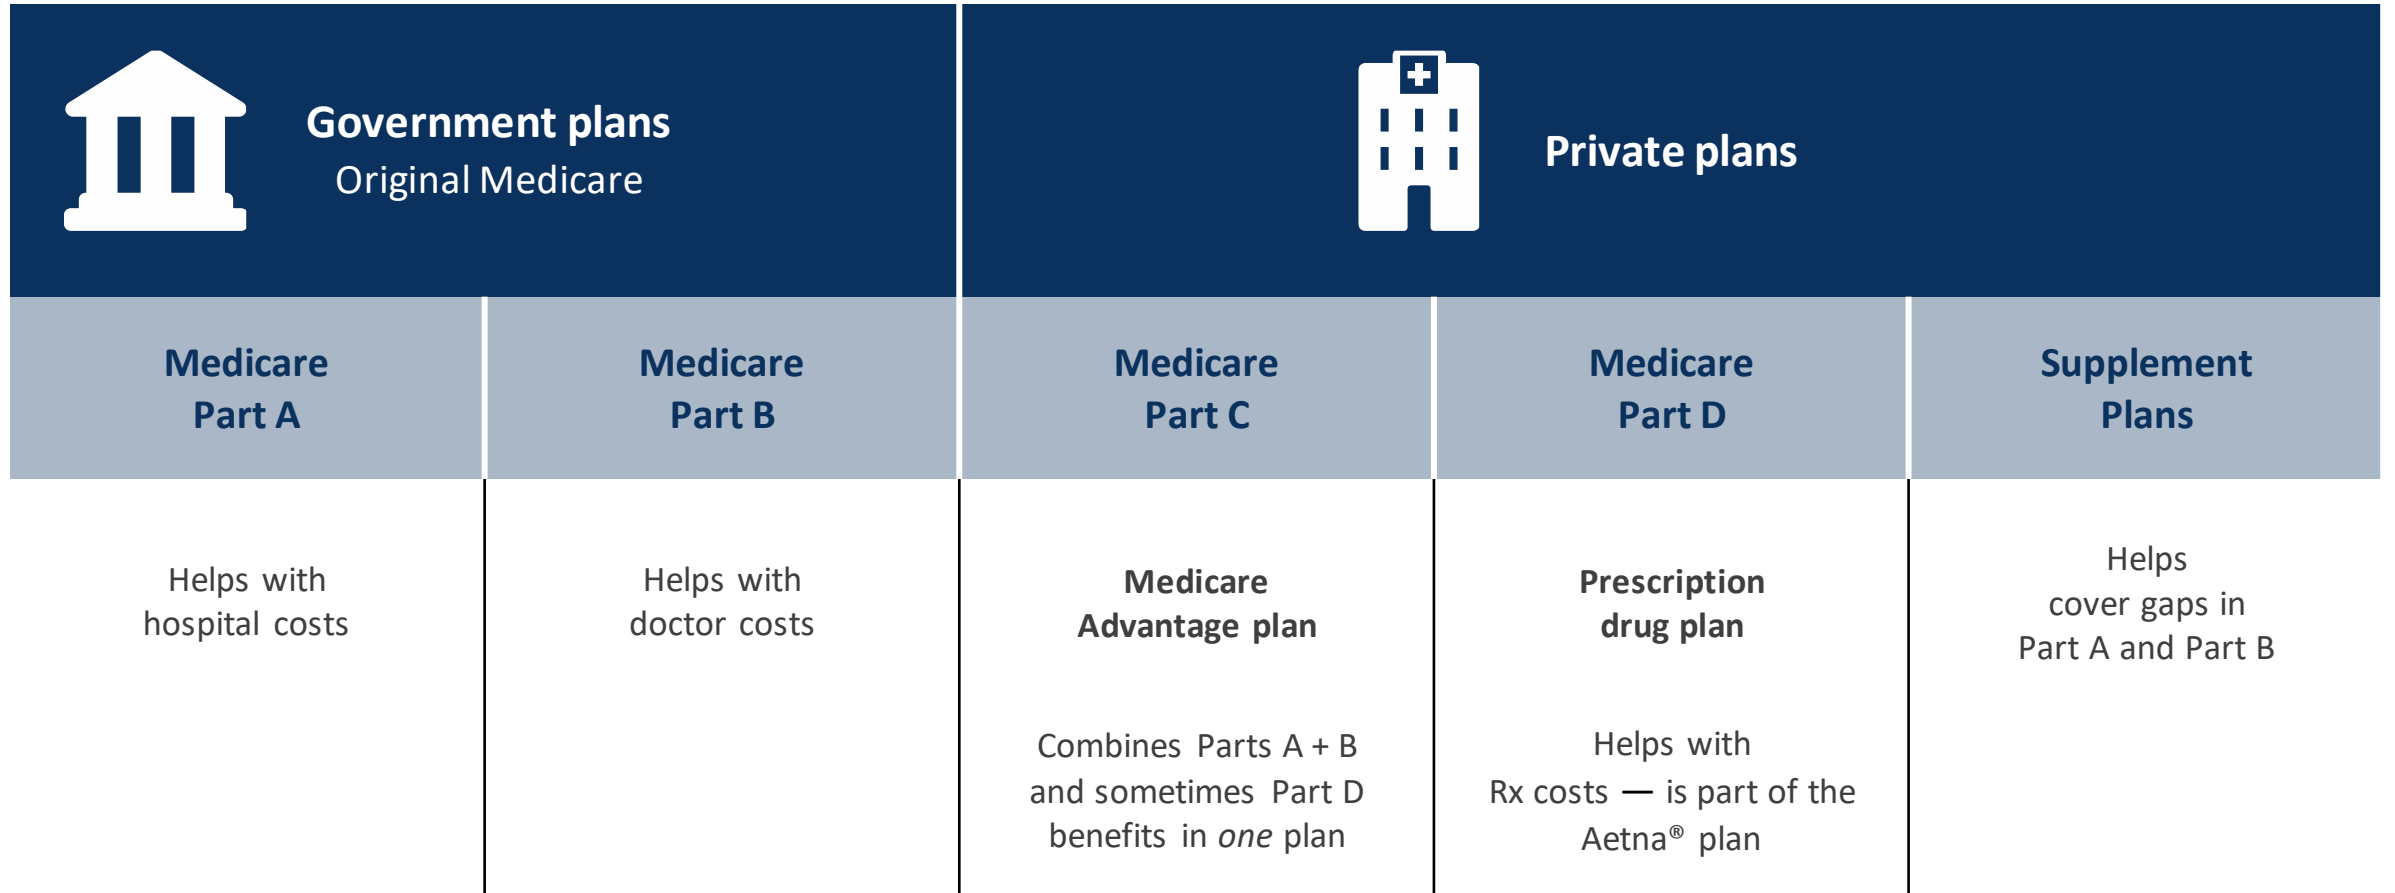 Government plans
Original Medicare
Private plans
Medicare
Part A
Medicare
Part B
Medicare
Part C
Medicare
Part D
Supplement
Plans
Helps with
hospital costs
Helps with
doctor costs
Medicare
Advantage plan
Combines Parts A + B
and sometimes Part D
benefits in one plan
Prescription
drug plan
Helps with
Rx costs — is part of the
Aetna® plan
Helps
cover gaps in
Part A and Part B